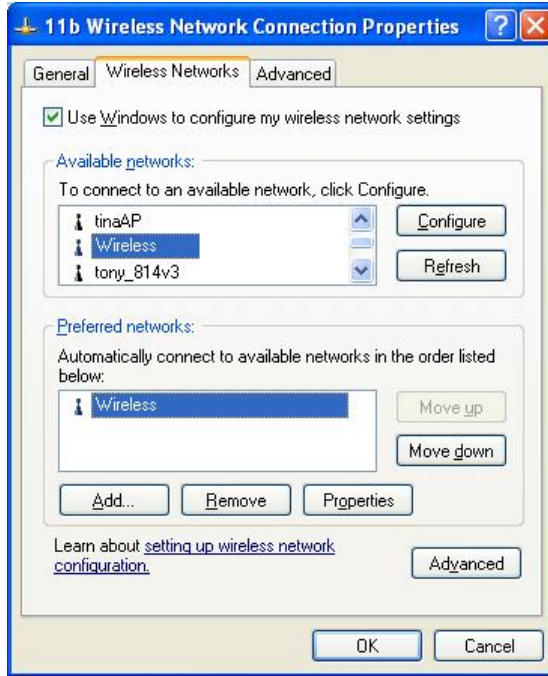 11b Wireless Network Connection Properties
General Wireless Networks Advanced
Use Windows to configure my wireless network settings
Available networks:
To connect to an available network, click Configure.
tinaAP
Wireless
tony_814v3
Configure
Refresh
Preferred networks:
Automatically connect to available networks in the order listed
below:
Wireless
Move up
Move down
Add... Remove Properties
Learn about setting up wireless network
configuration.
Advanced
OK Cancel